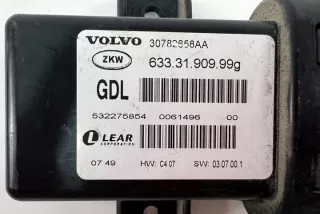 VOLVO 30782658AA
ZKW 633.31.909.99g
GDL
532275854 0061496 00
LEAR
CORPORATION
07 49 HW: C4 07 SW: 03.07.00.1